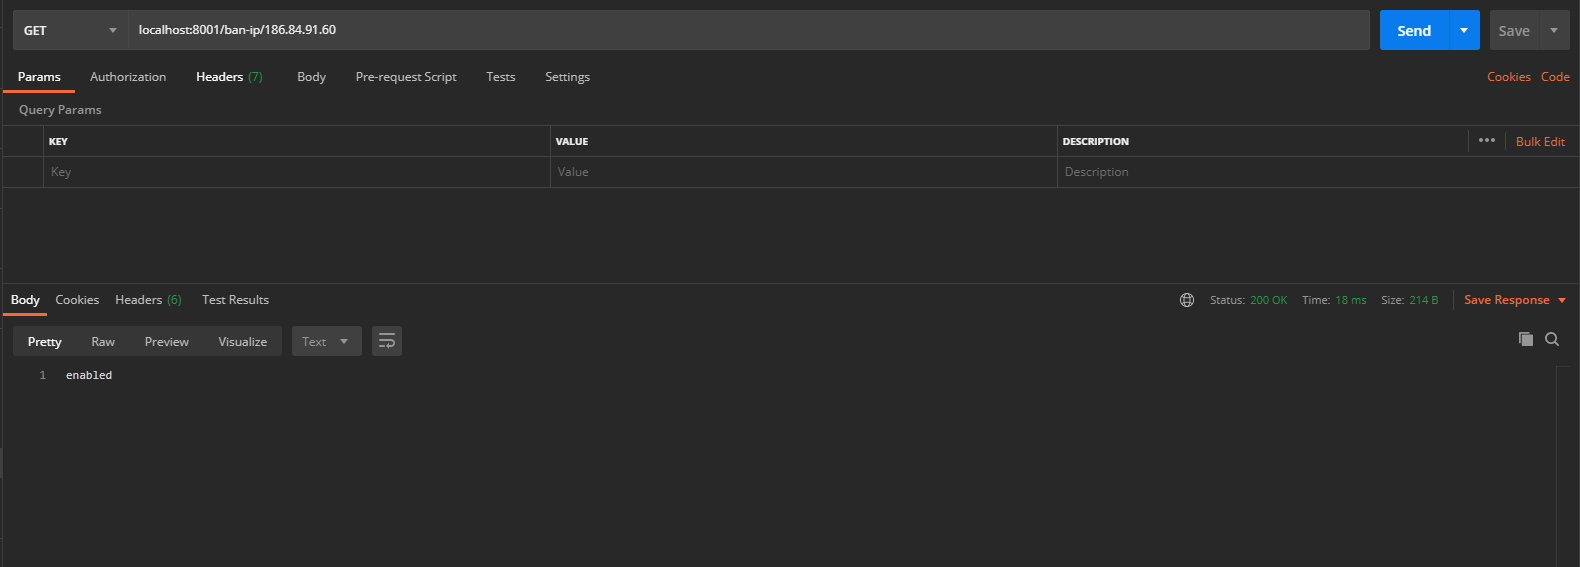 GET localhost:8001/ban-ip/186.84.91.60 Send Save
Params Authorization Headers (7) Body Pre-request Script Tests Settings Cookies Code
Query Params
KEY VALUE DESCRIPTION ••• Bulk Edit
Key Value Description
Body Cookies Headers (6) Test Results Status: 200 OK Time: 18 ms Size: 214 B Save Response
Pretty Raw Preview Visualize Text
1 enabled